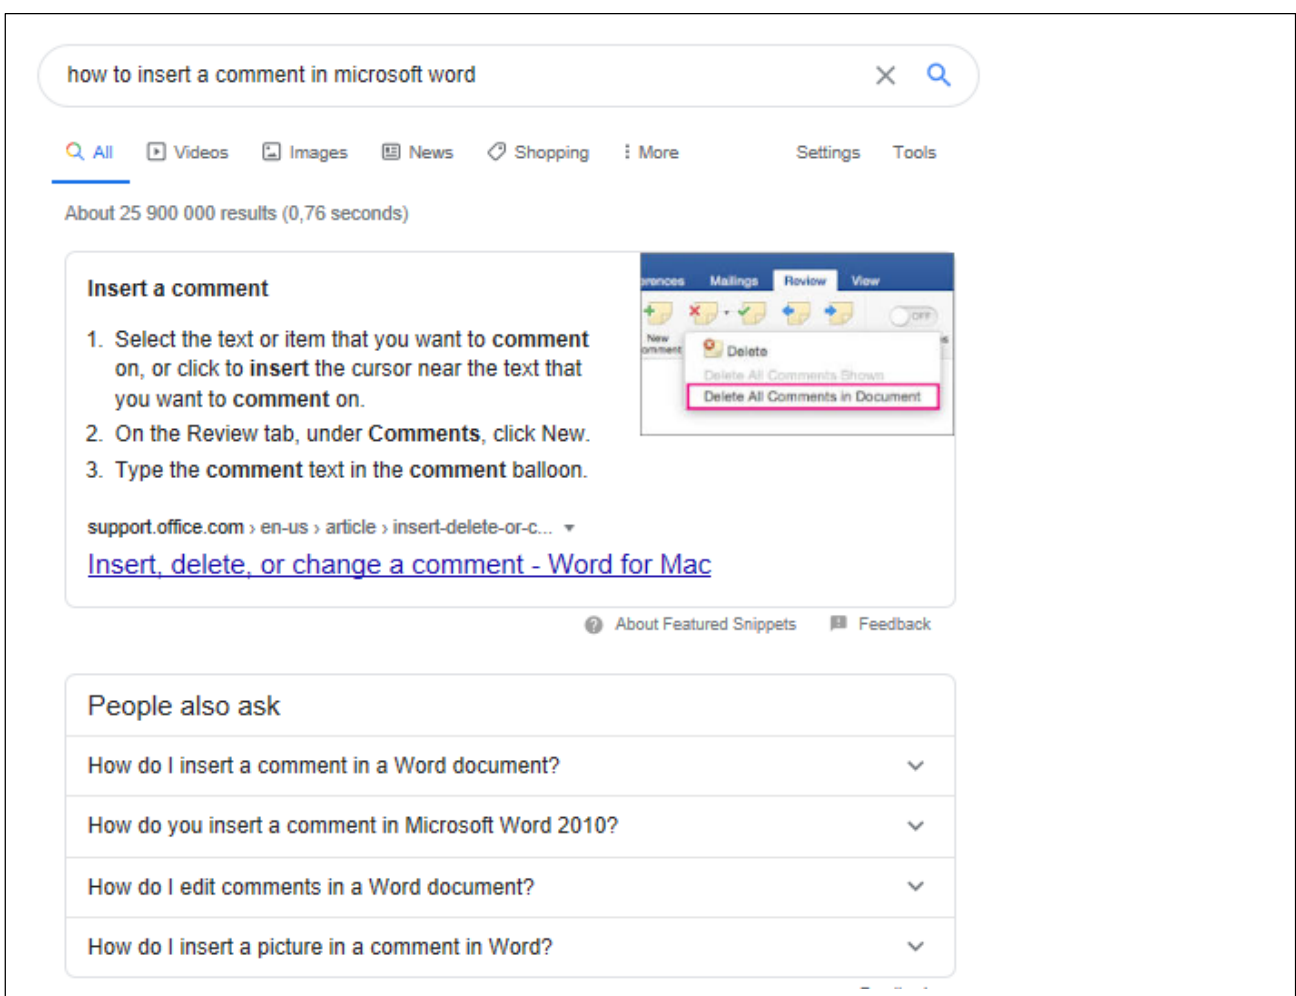 how to insert a comment in microsoft word
All Videos Images News Shopping More Settings Tools
About 25 900 000 results (0,76 seconds)
Insert a comment
1. Select the text or item that you want to comment
on, or click to insert the cursor near the text that
you want to comment on.
2. On the Review tab, under Comments, click New.
3. Type the comment text in the comment balloon.
erences Mailings Review View
OFF
New
omment
Delete
Delete All Comments Shown
Delete All Comments in Document
support.office.com › en-us › article › insert-delete-or-c...
Insert, delete, or change a comment - Word for Mac
About Featured Snippets Feedback
People also ask
How do I insert a comment in a Word document?
How do you insert a comment in Microsoft Word 2010?
How do I edit comments in a Word document?
How do I insert a picture in a comment in Word?